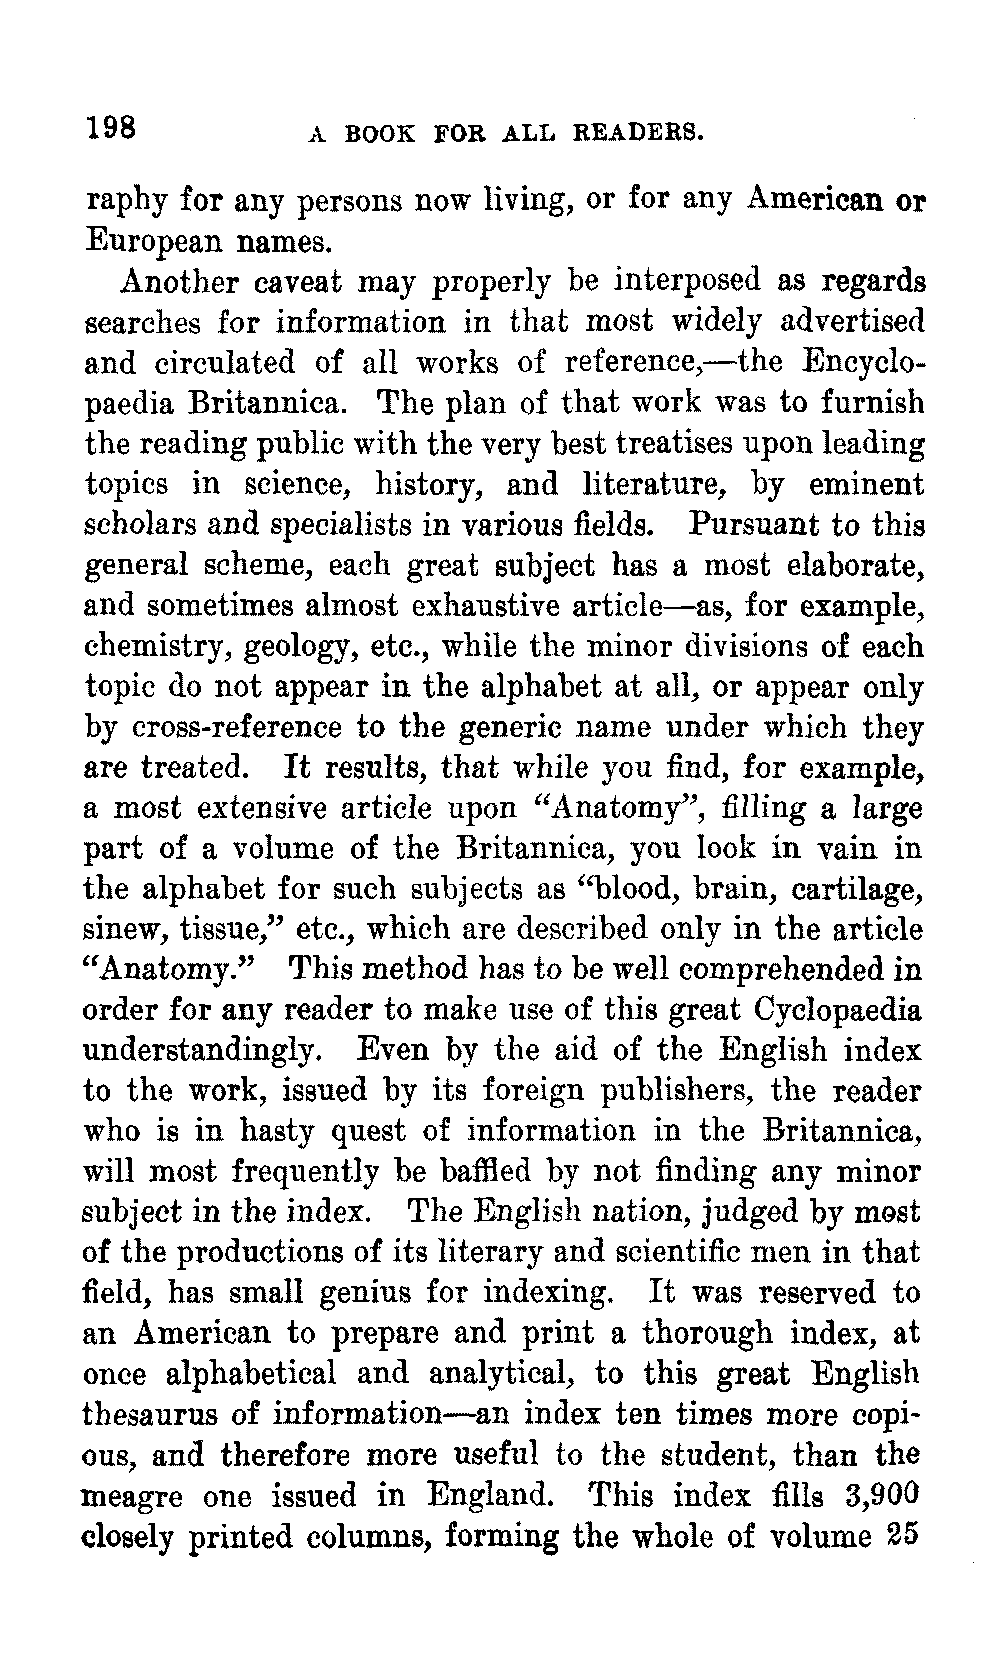 198 A BOOK FOR ALL READERS.
raphy for any persons now living, or for any American or
European names.
Another caveat may properly be interposed as regards
searches for information in that most widely advertised
and circulated of all works of reference,—the Encyclo-
paedia Britannica. The plan of that work was to furnish
the reading public with the very best treatises upon leading
topics in science, history, and literature, by eminent
scholars and specialists in various fields. Pursuant to this
general scheme, each great subject has a most elaborate,
and sometimes almost exhaustive article—as, for example,
chemistry, geology, etc., while the minor divisions of each
topic do not appear in the alphabet at all, or appear only
by cross-reference to the generic name under which they
are treated. It results, that while you find, for example,
a most extensive article upon “Anatomy”, filling a large
part of a volume of the Britannica, you look in vain in
the alphabet for such subjects as “blood, brain, cartilage,
sinew, tissue,” etc., which are described only in the article
“Anatomy.” This method has to be well comprehended in
order for any reader to make use of this great Cyclopaedia
understandingly. Even by the aid of the English index
to the work, issued by its foreign publishers, the reader
who is in hasty quest of information in the Britannica,
will most frequently be baffled by not finding any minor
subject in the index. The English nation, judged by most
of the productions of its literary and scientific men in that
field, has small genius for indexing. It was reserved to
an American to prepare and print a thorough index, at
once alphabetical and analytical, to this great English
thesaurus of information—an index ten times more copi-
ous, and therefore more useful to the student, than the
meagre one issued in England. This index fills 3,900
closely printed columns, forming the whole of volume 25